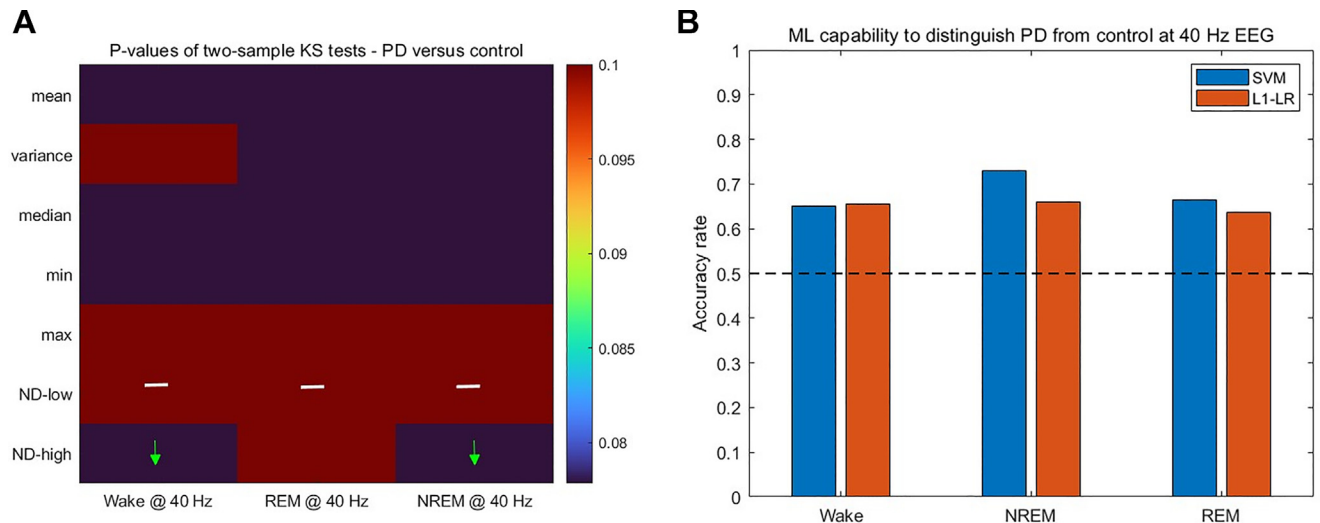 A
P-values of two-sample KS tests - PD versus control
mean
variance
median
min
max
ND-low
ND-high
Wake @ 40 Hz
REM @ 40 Hz
NREM @ 40 Hz
0.1
0.095
0.09
0.085
0.08
B
ML capability to distinguish PD from control at 40 Hz EEG
SVM
L1-LR
Accuracy rate
1
0.9
0.8
0.7
0.6
0.5
0.4
0.3
0.2
0.1
0
Wake
NREM
REM